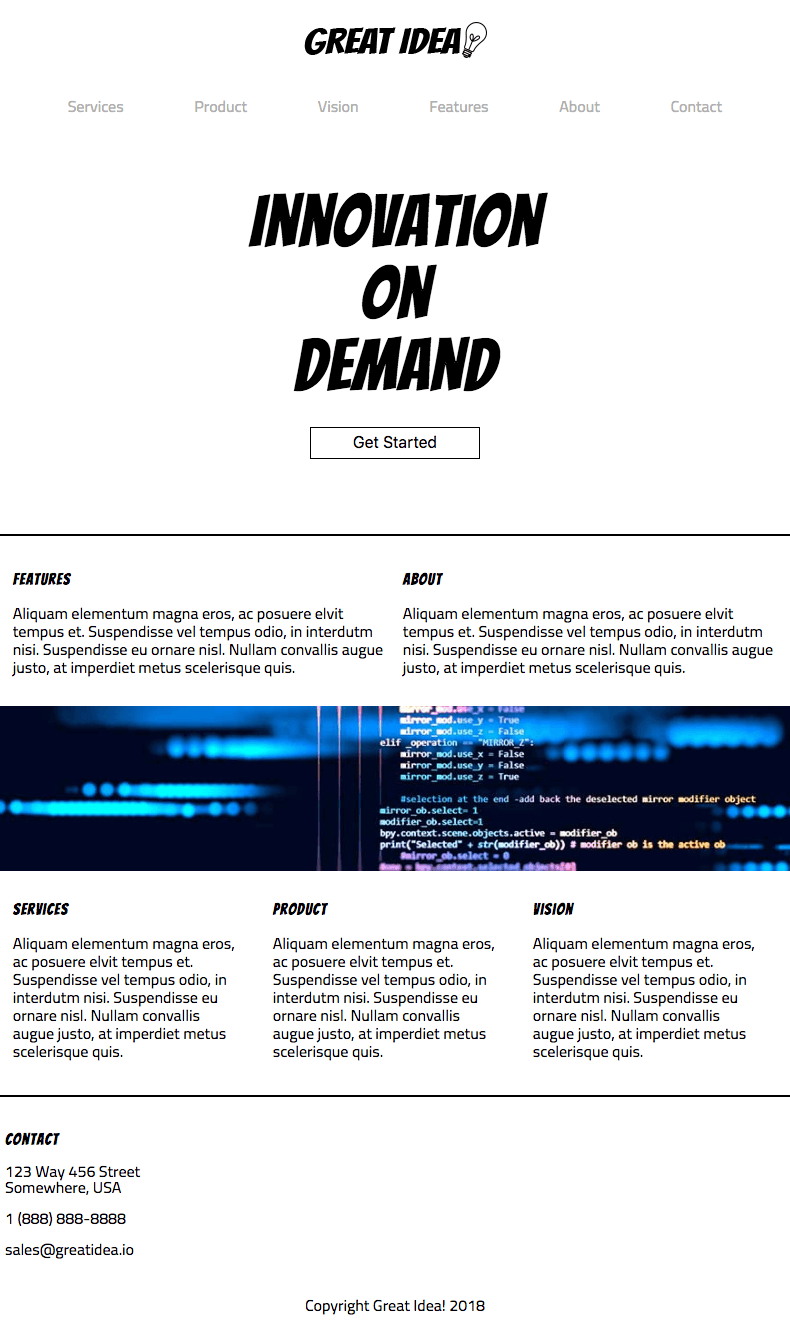 GREAT IDEA
Services Product Vision Features About Contact
INNOVATION
ON
DEMAND
Get Started
FEATURES
Aliquam elementum magna eros, ac posuere elvit
tempus et. Suspendisse vel tempus odio, in interdutm
nisi. Suspendisse eu ornare nisl. Nullam convallis augue
justo, at imperdiet metus scelerisque quis.
ABOUT
Aliquam elementum magna eros, ac posuere elvit
tempus et. Suspendisse vel tempus odio, in interdutm
nisi. Suspendisse eu ornare nisl. Nullam convallis augue
justo, at imperdiet metus scelerisque quis.
mirror_mod.use_x = False
mirror_mod.use_y = True
mirror_mod.use_z = False
elif _operation == "MIRROR_Z":
mirror_mod.use_x = False
mirror_mod.use_y = False
mirror_mod.use_z = True
#selection at the end -add back the deselected mirror modifier object
mirror_ob.select= 1
modifier_ob.select=1
bpy.context.scene.objects.active = modifier_ob
print("Selected" + str(modifier_ob)) # modifier ob is the active ob
#mirror_ob.select = 0
bpy.context.selected_objects[0]
SERVICES
Aliquam elementum magna eros,
ac posuere elvit tempus et.
Suspendisse vel tempus odio, in
interdutm nisi. Suspendisse eu
ornare nisl. Nullam convallis
augue justo, at imperdiet metus
scelerisque quis.
PRODUCT
Aliquam elementum magna eros,
ac posuere elvit tempus et.
Suspendisse vel tempus odio, in
interdutm nisi. Suspendisse eu
ornare nisl. Nullam convallis
augue justo, at imperdiet metus
scelerisque quis.
VISION
Aliquam elementum magna eros,
ac posuere elvit tempus et.
Suspendisse vel tempus odio, in
interdutm nisi. Suspendisse eu
ornare nisl. Nullam convallis
augue justo, at imperdiet metus
scelerisque quis.
CONTACT
123 Way 456 Street
Somewhere, USA
1 (888) 888-8888
sales@greatidea.io
Copyright Great Idea! 2018